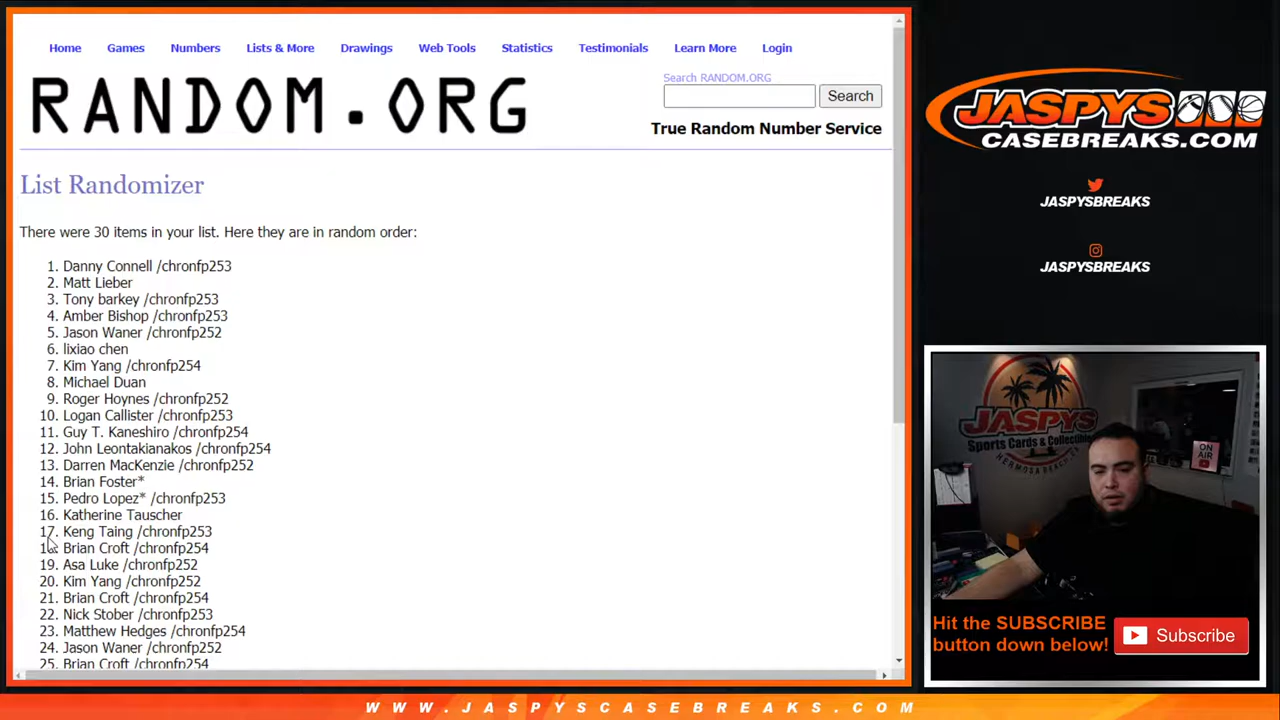 Home Games Numbers Lists & More Drawings Web Tools Statistics Testimonials Learn More Login
Search RANDOM.ORG
Search
RANDOM.ORG
True Random Number Service
List Randomizer
There were 30 items in your list. Here they are in random order:
1. Danny Connell /chronfp253
2. Matt Lieber
3. Tony barkey /chronfp253
4. Amber Bishop /chronfp253
5. Jason Waner /chronfp252
6. lixiao chen
7. Kim Yang /chronfp254
8. Michael Duan
9. Roger Hoynes /chronfp252
10. Logan Callister /chronfp253
11. Guy T. Kaneshiro /chronfp254
12. John Leontakianakos /chronfp254
13. Darren MacKenzie /chronfp252
14. Brian Foster*
15. Pedro Lopez* /chronfp253
16. Katherine Tauscher
17. Keng Taing /chronfp253
18. Brian Croft /chronfp254
19. Asa Luke /chronfp252
20. Kim Yang /chronfp252
21. Brian Croft /chronfp254
22. Nick Stober /chronfp253
23. Matthew Hedges /chronfp254
24. Jason Waner /chronfp252
25. Brian Croft /chronfp254
JASPYS
CASEBREAKS.COM
JASPYSBREAKS
JASPYSBREAKS
JASPYS
Sports Cards & Collectibles
HERMOSA BEACH,
ON AIR
Hit the SUBSCRIBE
button down below!
Subscribe
WWW.JASPYSCASEBREAKS.COM